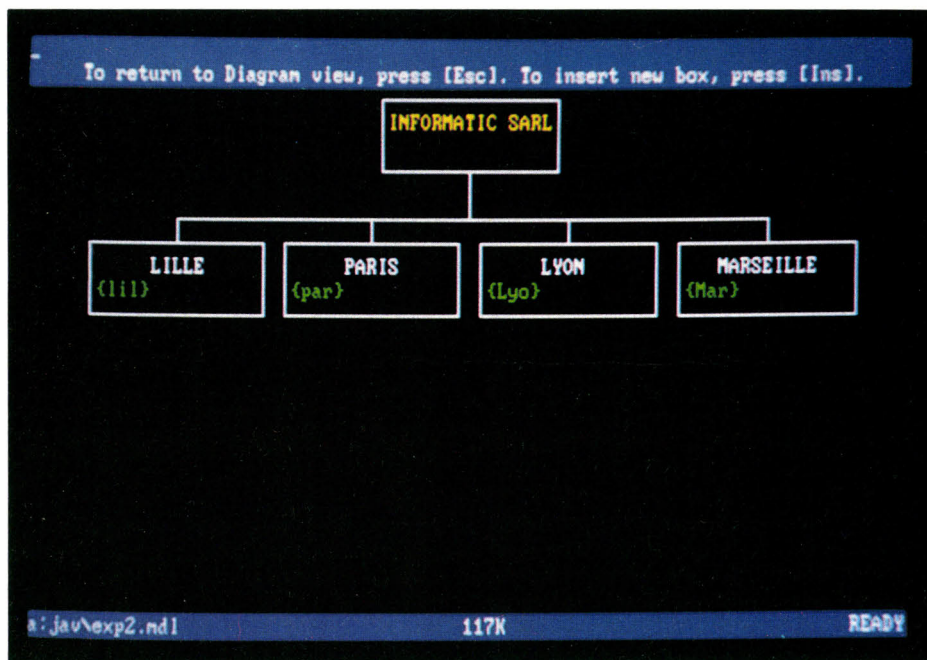 To return to Diagram view, press [Esc]. To insert new box, press [Ins].
INFORMATIC SARL
LILLE PARIS LYON MARSEILLE
{lil} {par} {Lyo} {Mar}
a:jav\exp2.mdl 117K READY